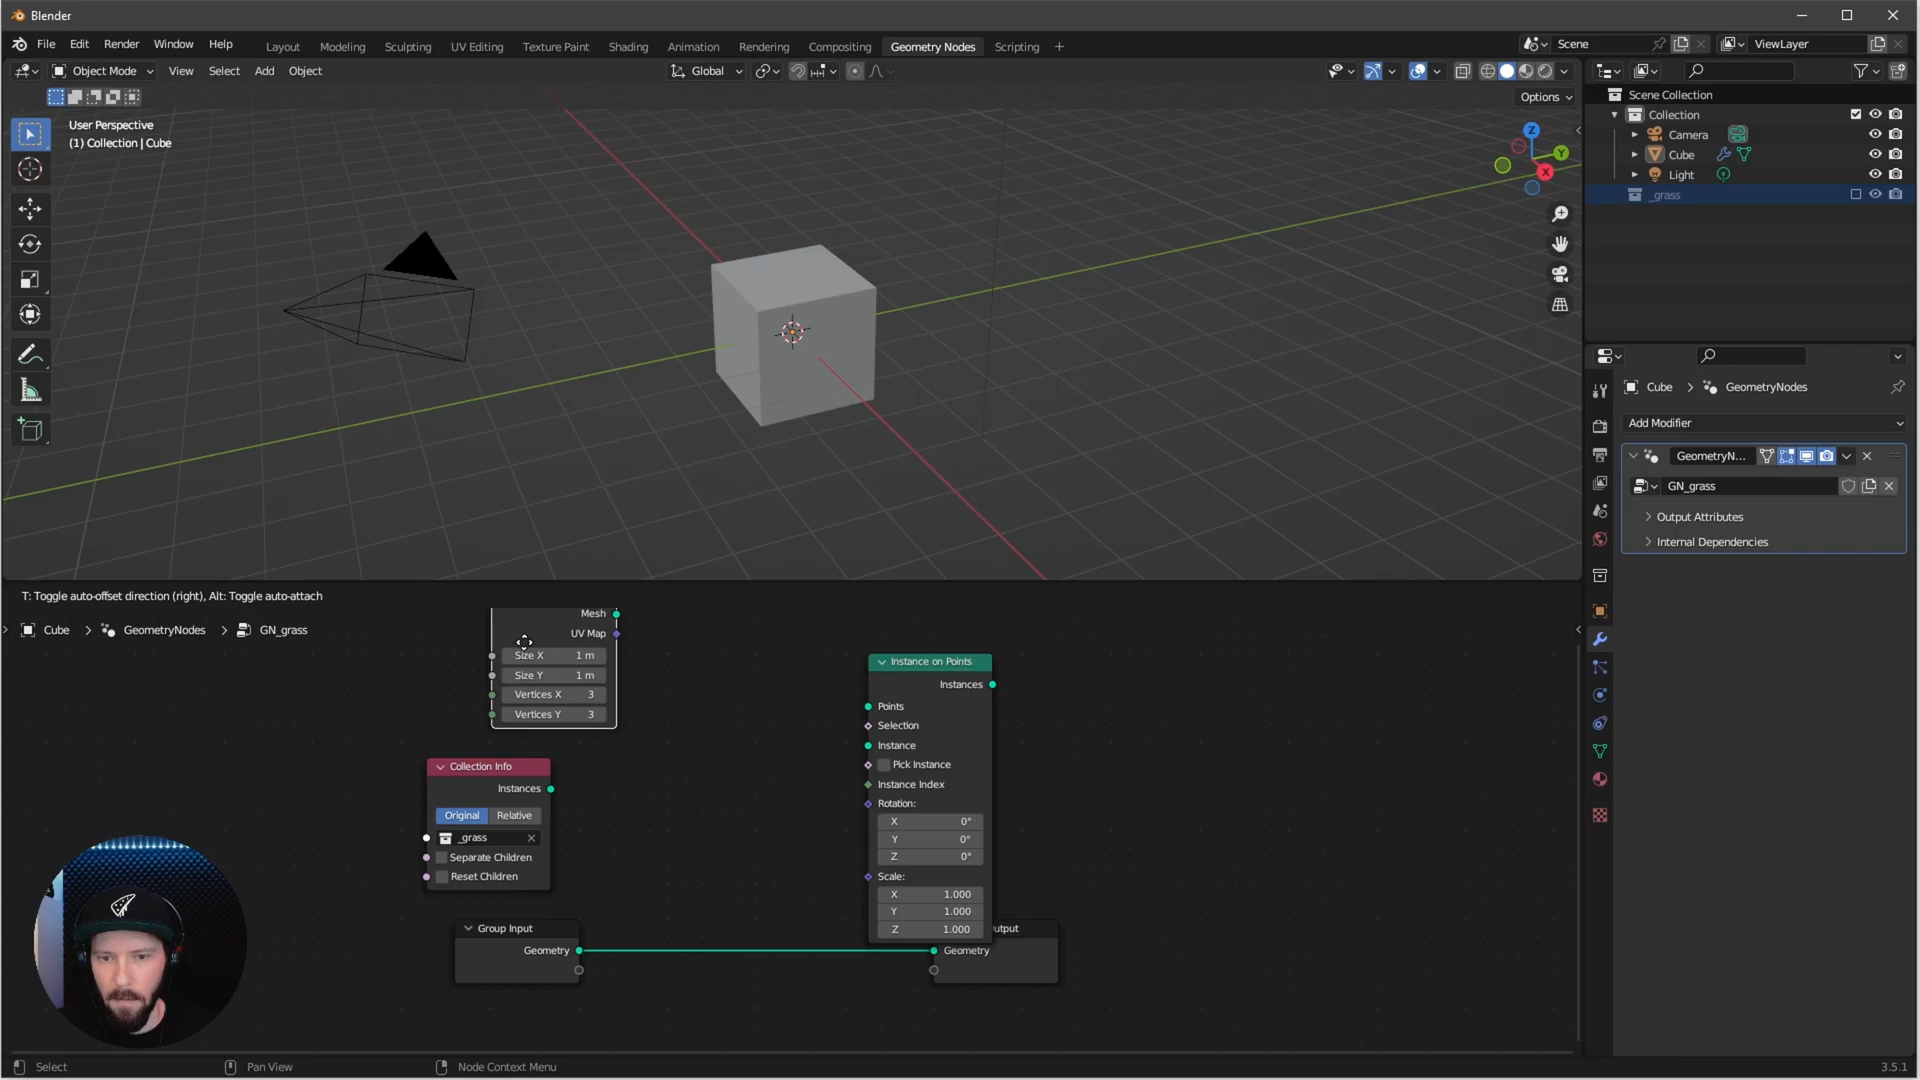 Blender
File Edit Render Window Help
Layout Modeling Sculpting UV Editing Texture Paint Shading Animation Rendering Compositing Geometry Nodes Scripting +
Scene
ViewLayer
Object Mode View Select Add Object
Global
Options
User Perspective
(1) Collection | Cube
Z
Y
X
Scene Collection
Collection
Camera
Cube
Light
_grass
Cube > GeometryNodes
Add Modifier
GeometryN...
GN_grass
Output Attributes
Internal Dependencies
T: Toggle auto-offset direction (right), Alt: Toggle auto-attach
Cube > GeometryNodes > GN_grass
Mesh
UV Map
Size X 1 m
Size Y 1 m
Vertices X 3
Vertices Y 3
Collection Info
Instances
Original Relative
_grass
Separate Children
Reset Children
Group Input
Geometry
Instance on Points
Instances
Points
Selection
Instance
Pick Instance
Instance Index
Rotation:
X 0°
Y 0°
Z 0°
Scale:
X 1.000
Y 1.000
Z 1.000
utput
Geometry
Select
Pan View
Node Context Menu
3.5.1